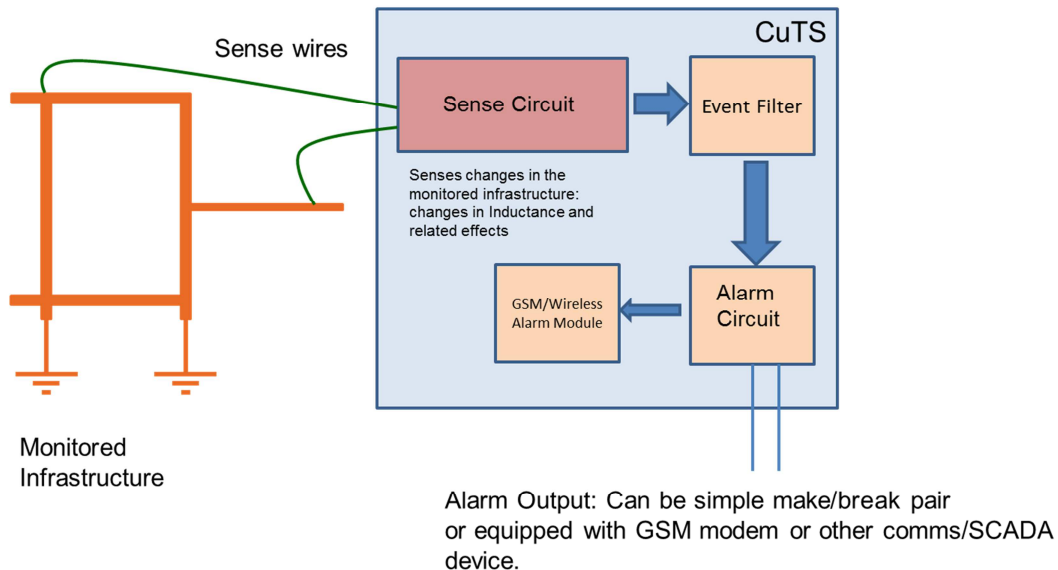 CuTS
Sense wires
Sense Circuit
Event Filter
Senses changes in the
monitored infrastructure:
changes in Inductance and
related effects
GSM/Wireless
Alarm Module
Alarm
Circuit
Monitored
Infrastructure
Alarm Output: Can be simple make/break pair
or equipped with GSM modem or other comms/SCADA
device.